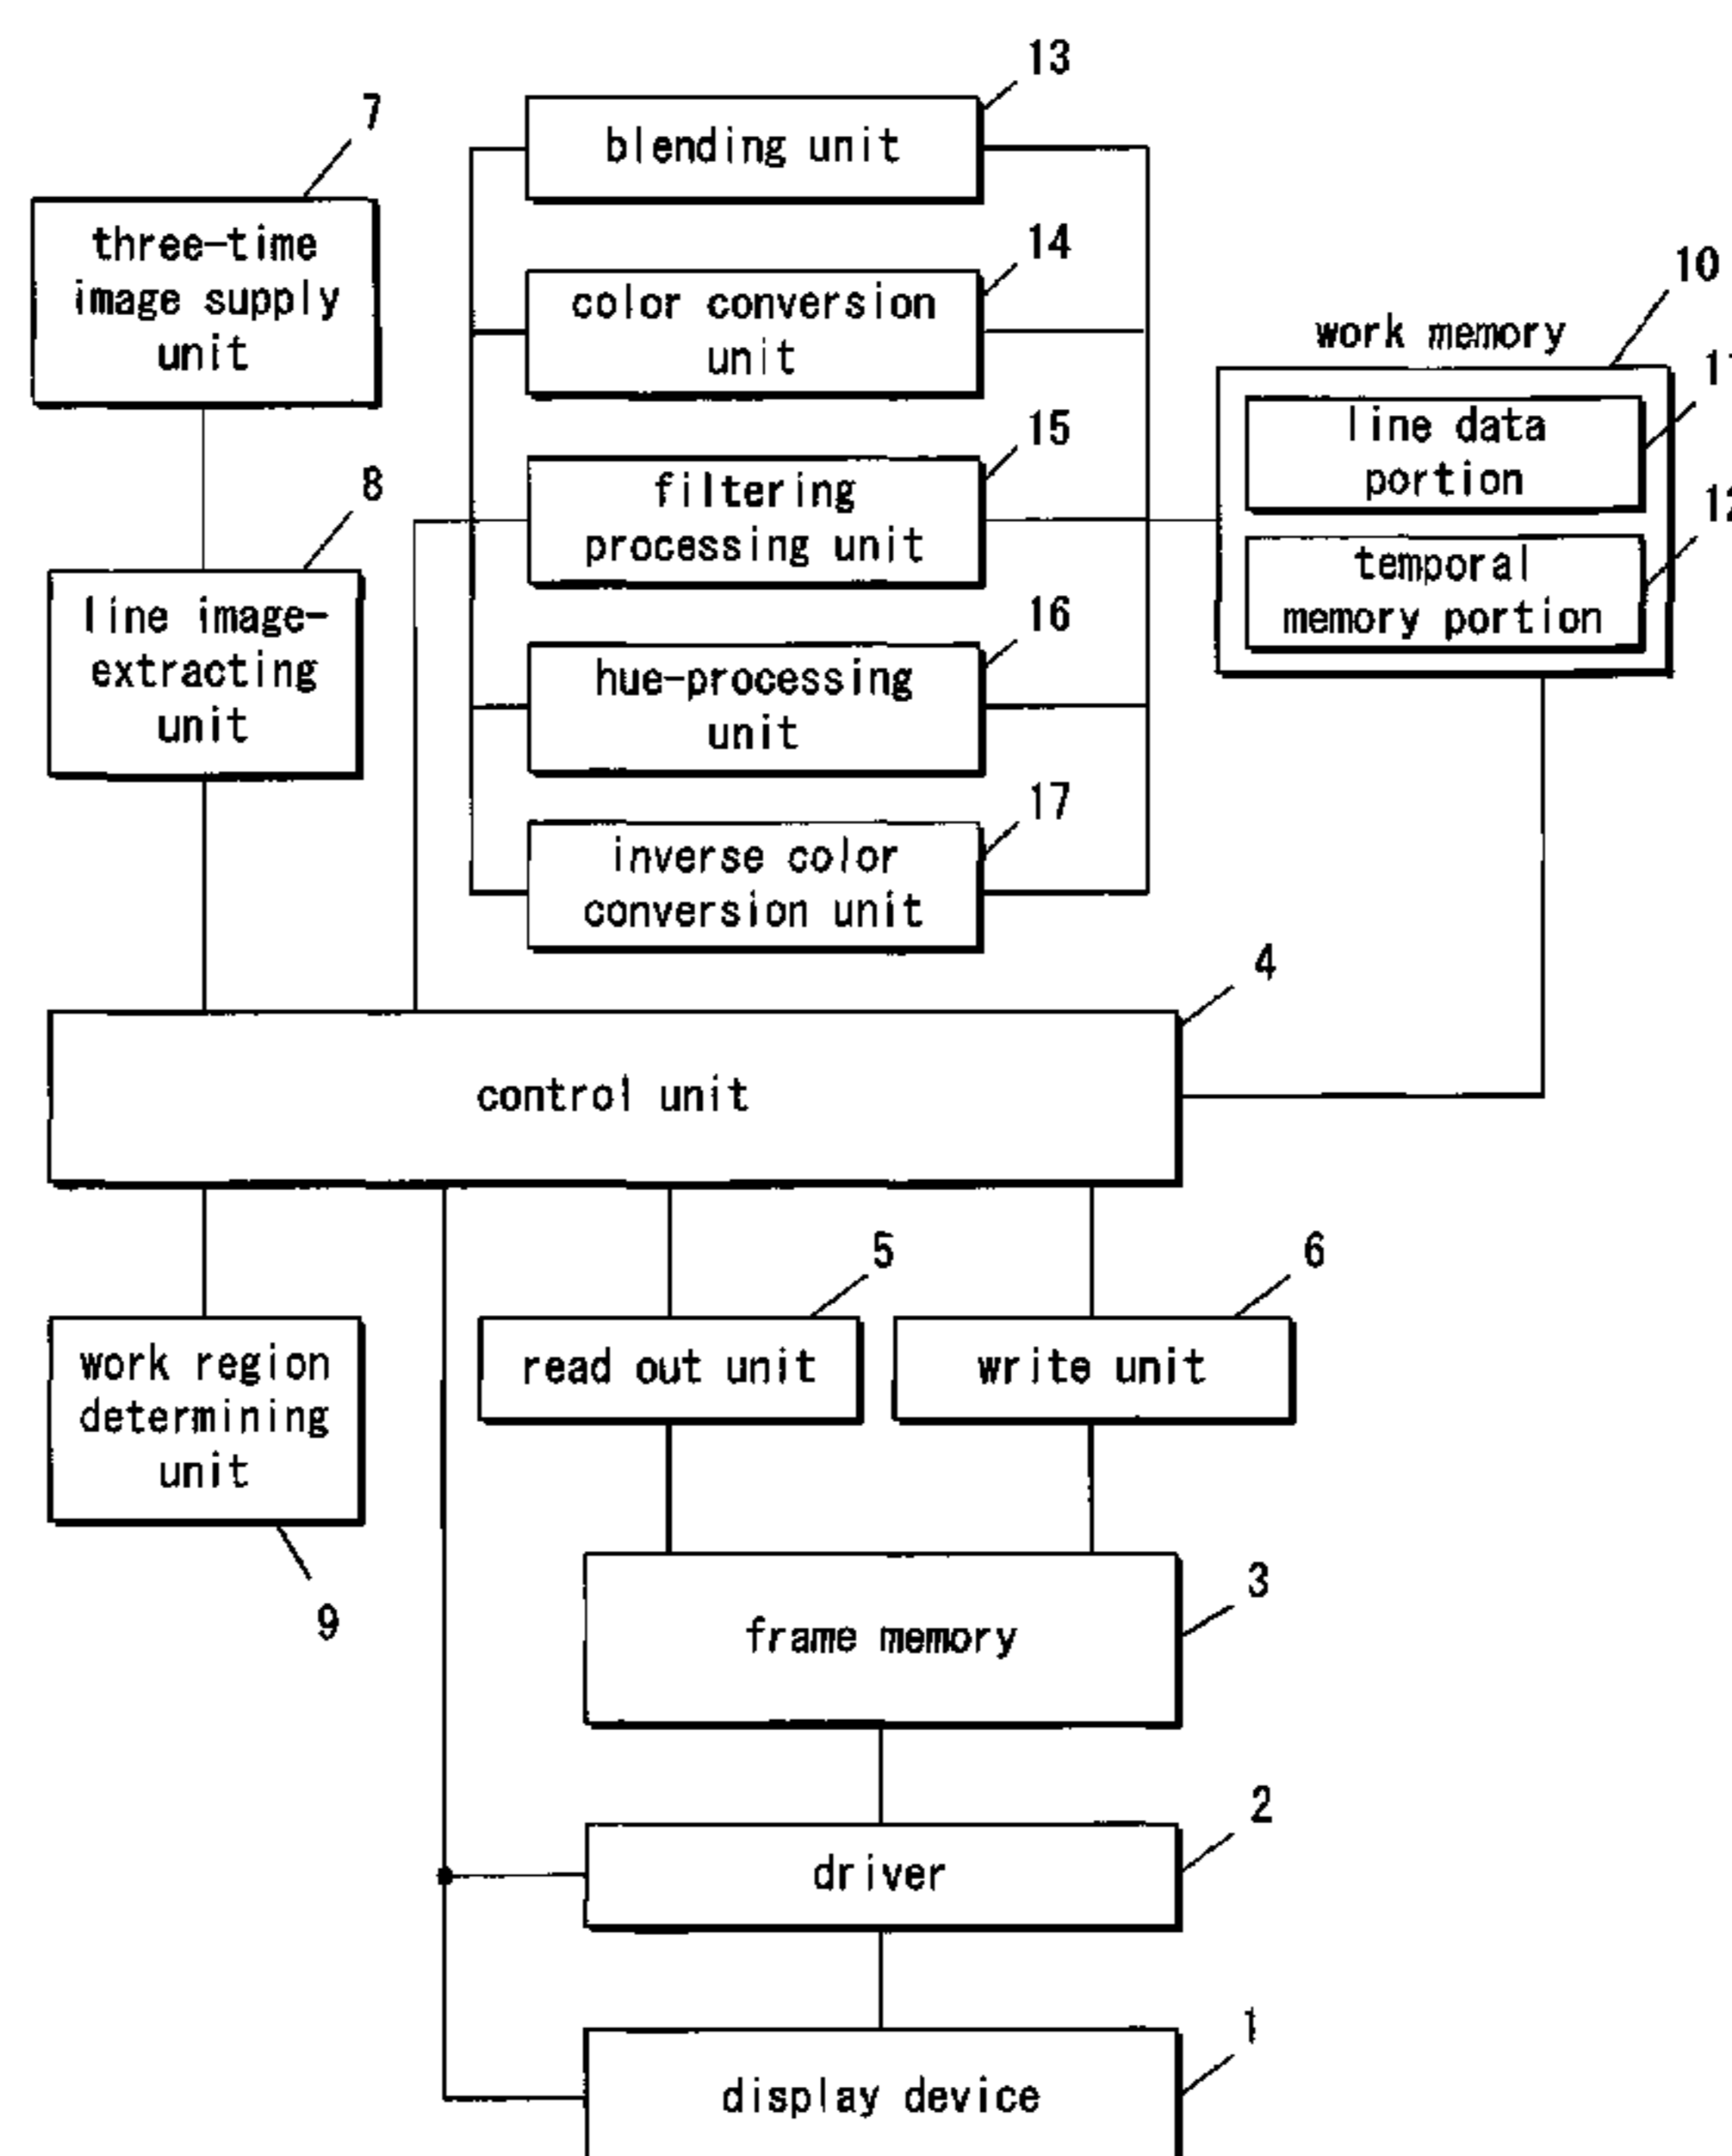 13
blending unit
7
three-time
image supply
unit
14
color conversion
unit
10
work memory
line data
portion
15
filtering
processing unit
8
line image-
extracting
unit
temporal
memory portion
16
hue-processing
unit
17
inverse color
conversion unit
4
control unit
5
read out unit
6
write unit
work region
determining
unit
9
3
frame memory
2
driver
1
display device